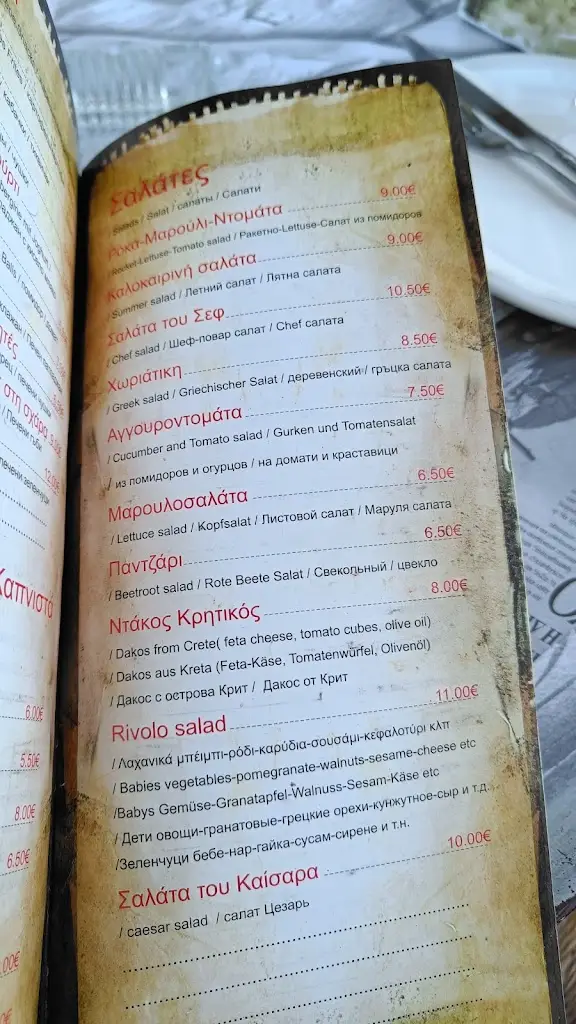 Σαλάτες
Salads / Salat / салаты / Салати
Ρόκα-Μαρούλι-Ντομάτα 9.00€
/ Rocket-Lettuse-Tomato salad / Ракетно-Lettuse-Салат из помидоров
Καλοκαιρινή σαλάτα 9.00€
/ Summer salad / Летний салат / Лятна салата
Σαλάτα του Σεφ 10.50€
/ Chef salad / Шеф-повар салат / Chef салата
Χωριάτικη 8.50€
/ Greek salad / Griechischer Salat / деревенский / гръцка салата
Αγγουροντομάτα 7.50€
/ Cucumber and Tomato salad / Gurken und Tomatensalat
/ из помидоров и огурцов / на домати и краставици
Μαρουλοσαλάτα 6.50€
/ Lettuce salad / Kopfsalat / Листовой салат / Маруля салата
Παντζάρι 6.50€
/ Beetroot salad / Rote Beete Salat / Свекольный / цвекло
Ντάκος Κρητικός 8.00€
/ Dakos from Crete( feta cheese, tomato cubes, olive oil)
/ Dakos aus Kreta (Feta-Käse, Tomatenwürfel, Olivenöl)
/ Дакос с острова Крит / Дакос от Крит
Rivolo salad 11.00€
/ Λαχανικά μπέιμπι-ρόδι-καρύδια-σουσάμι-κεφαλοτύρι κλπ
/ Babies vegetables-pomegranate-walnuts-sesame-cheese etc
/Babys Gemüse-Granatapfel-Walnuss-Sesam-Käse etc
/ Дети овощи-гранатовые-грецкие орехи-кунжутное-сыр и т.д..
/Зеленчуци бебе-нар-гайка-сусам-сирене и т.н.
Σαλάτα του Καίσαρα 10.00€
/ caesar salad / салат Цезарь
στη σχάρα
12.00€
6.00€
5.50€
8.00€
6.50€